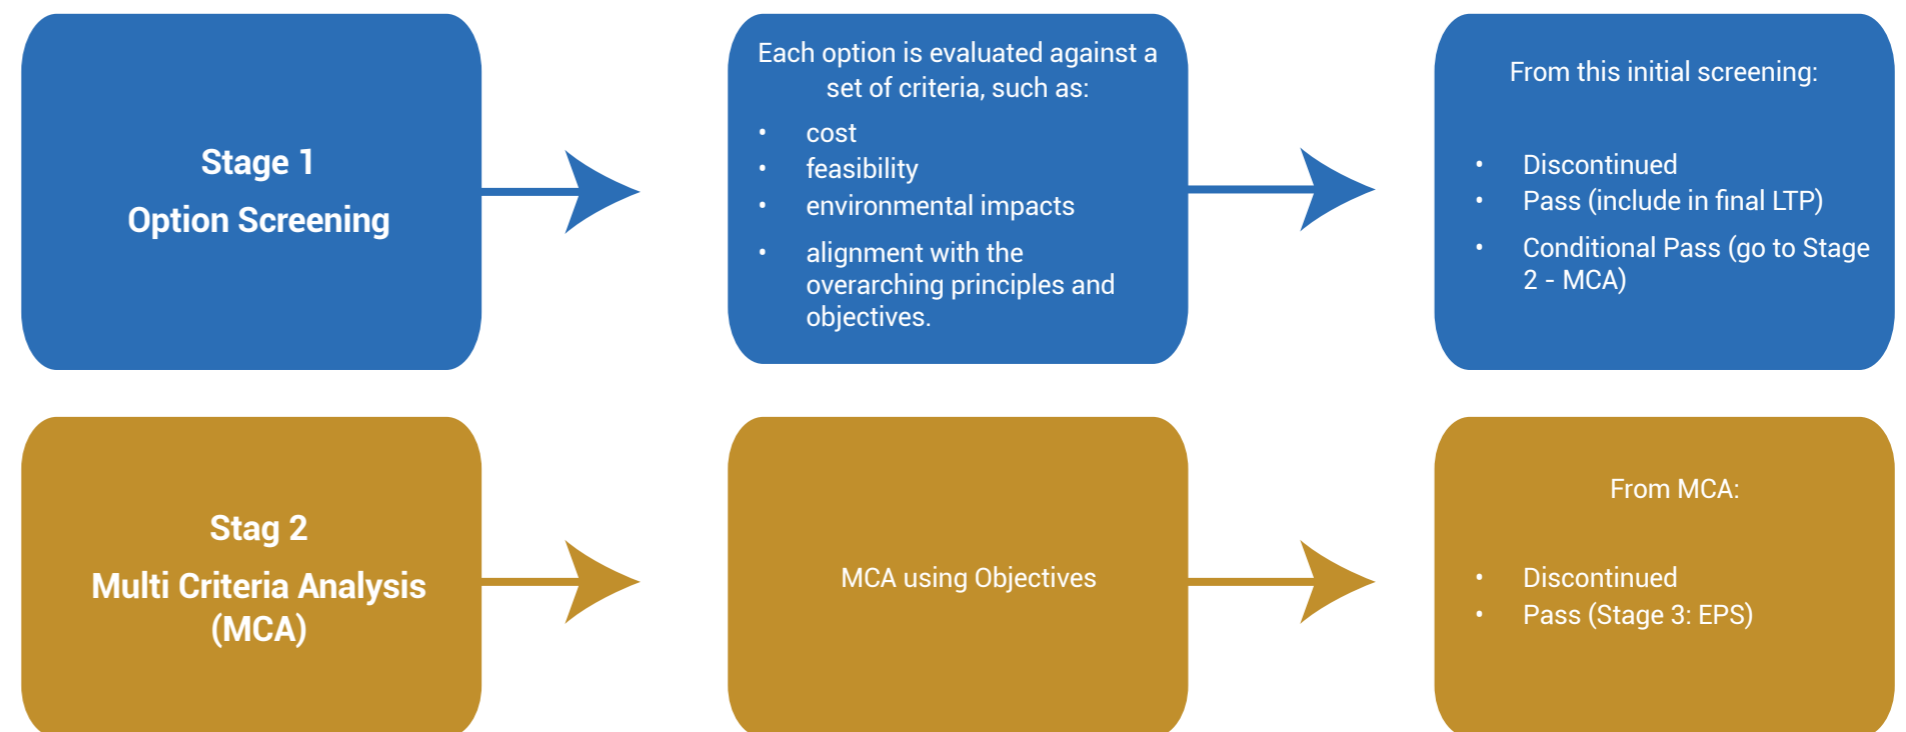 Stage 1
Option Screening
Each option is evaluated against a
set of criteria, such as:
• cost
• feasibility
• environmental impacts
• alignment with the
overarching principles and
objectives.
From this initial screening:
• Discontinued
• Pass (include in final LTP)
• Conditional Pass (go to Stage
2 - MCA)
Stag 2
Multi Criteria Analysis
(MCA)
MCA using Objectives
From MCA:
• Discontinued
• Pass (Stage 3: EPS)